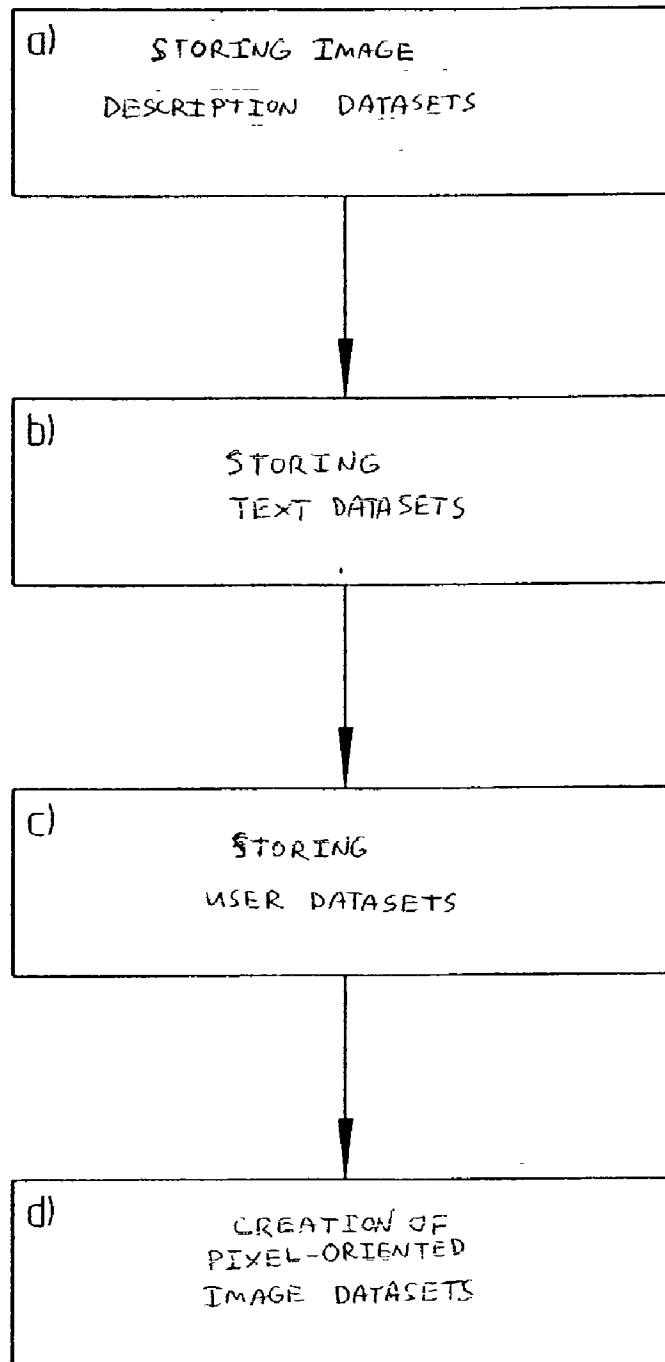 a)
STORING IMAGE
DESCRIPTION DATASETS
b)
STORING
TEXT DATASETS
c)
STORING
USER DATASETS
d)
CREATION OF
PIXEL-ORIENTED
IMAGE DATASETS